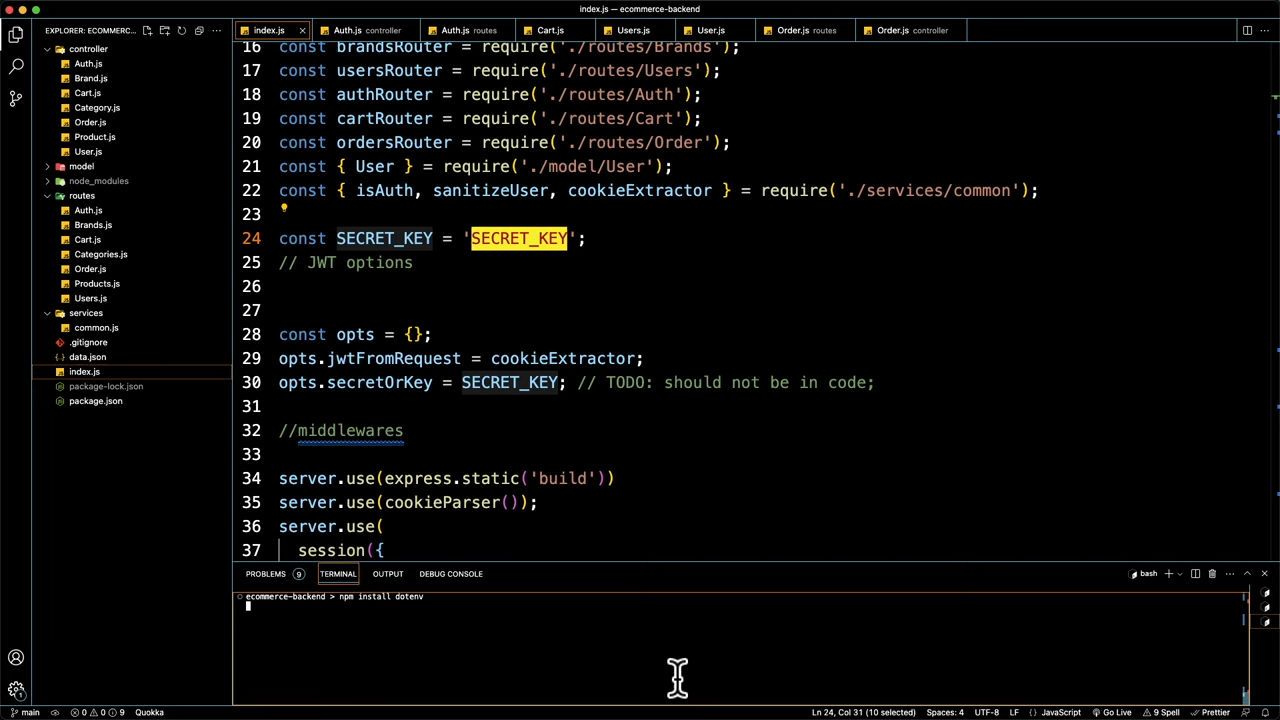 index.js — ecommerce-backend
EXPLORER: ECOMMERC...
controller
Auth.js
Brand.js
Cart.js
Category.js
Order.js
Product.js
User.js
model
node_modules
routes
Auth.js
Brands.js
Cart.js
Categories.js
Order.js
Products.js
Users.js
services
common.js
.gitignore
data.json
index.js
package-lock.json
package.json
index.js
Auth.js controller
Auth.js routes
Cart.js
Users.js
User.js
Order.js routes
Order.js controller
16 const brandsRouter = require('./routes/Brands');
17 const usersRouter = require('./routes/Users');
18 const authRouter = require('./routes/Auth');
19 const cartRouter = require('./routes/Cart');
20 const ordersRouter = require('./routes/Order');
21 const { User } = require('./model/User');
22 const { isAuth, sanitizeUser, cookieExtractor } = require('./services/common');
23
24 const SECRET_KEY = 'SECRET_KEY';
25 // JWT options
26
27
28 const opts = {};
29 opts.jwtFromRequest = cookieExtractor;
30 opts.secretOrKey = SECRET_KEY; // TODO: should not be in code;
31
32 //middlewares
33
34 server.use(express.static('build'))
35 server.use(cookieParser());
36 server.use(
37 session({
PROBLEMS 9 TERMINAL OUTPUT DEBUG CONSOLE bash
ecommerce-backend > npm install dotenv
1
main 0 0 9 Quokka Ln 24, Col 31 (10 selected) Spaces: 4 UTF-8 LF { } JavaScript Go Live 9 Spell Prettier